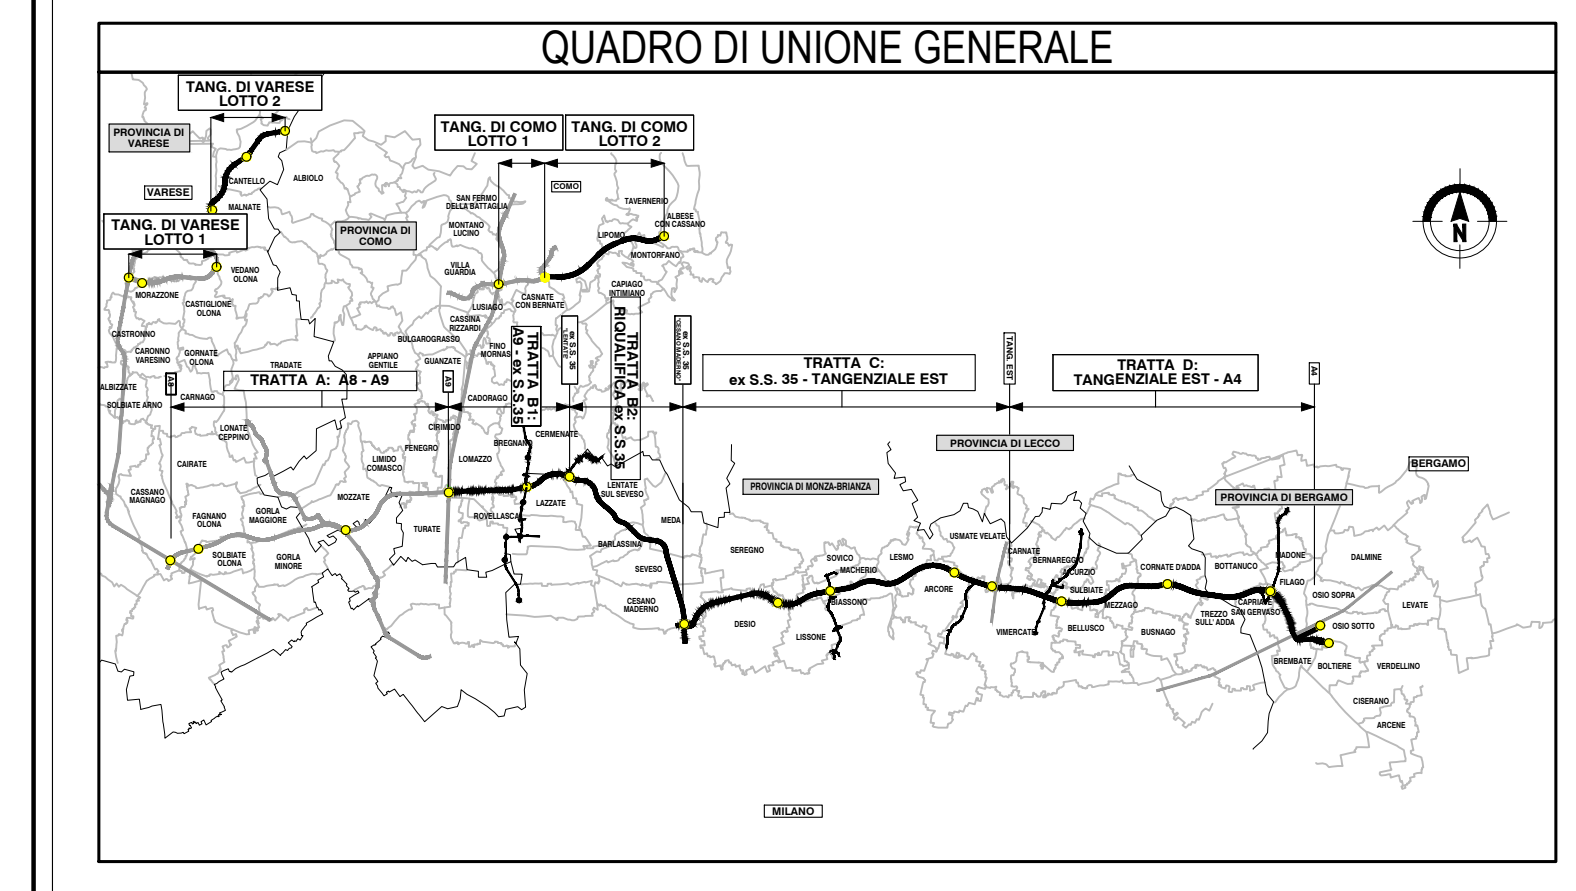 QUADRO DI UNIONE GENERALE
TANG. DI VARESE
LOTTO 2
PROVINCIA DI
VARESE
TANG. DI COMO
LOTTO 1
TANG. DI COMO
LOTTO 2
CANTELLO
ALBIOLO
VARESE
MALNATE
COMO
SAN FERMO
DELLA BATTAGLIA
TAVERNERIO
ALBESE
CON CASSANO
TANG. DI VARESE
LOTTO 1
PROVINCIA DI
COMO
MONTANO
LUCINO
LIPOMO
MONTORFANO
N
VEDANO
OLONA
VILLA
GUARDIA
MORAZZONE
CASTIGLIONE
OLONA
LUSIAGO
CASNATE
CON BERNATE
CAPIAGO
INTIMIANO
CASSINA
RIZZARDI
CASTRONNO
BULGAROGRASSO
CARONNO
VARESINO
GORNATE
OLONA
TRADATE
APPIANO
GENTILE
GUANZATE
FINO
MORNAS
TRATTA B1:
A9 - ex S.S.35
ex S.S. 35
"LENTATE"
TRATTA B2:
RIQUALIFICA ex S.S.35
ex S.S. 35
"CESANO MADERNO"
TRATTA C:
ex S.S. 35 - TANGENZIALE EST
TANG. EST
TRATTA D:
TANGENZIALE EST - A4
A4
ALBIZZATE
A8
TRATTA A: A8 - A9
A9
SOLBIATE ARNO
CARNAGO
CADORAGO
LONATE
CEPPINO
CIRIMIDO
CERMENATE
BREGNANO
FENEGRO
PROVINCIA DI LECCO
CAIRATE
LIMIDO
COMASCO
LOMAZZO
BERGAMO
CASSANO
MAGNAGO
MOZZATE
LENTATE
SUL SEVESO
PROVINCIA DI MONZA-BRIANZA
PROVINCIA DI BERGAMO
FAGNANO
OLONA
GORLA
MAGGIORE
ROVELLASCA
LAZZATE
TURATE
MEDA
SOLBIATE
OLONA
GORLA
MINORE
BARLASSINA
SEREGNO
SOVICO
LESMO
USMATE VELATE
CARNATE
BERNAREGGIO
MADONE
DALMINE
SEVESO
MACHERIO
AICURZIO
CORNATE D'ADDA
BOTTANUCO
FILAGO
ARCORE
SULBIATE
OSIO SOPRA
CESANO
MADERNO
BIASSONO
MEZZAGO
CAPRIATE
SAN GERVASO
LEVATE
DESIO
LISSONE
VIMERCATE
BELLUSCO
BUSNAGO
TREZZO
SULL' ADDA
OSIO SOTTO
BREMBATE
BOLTIERE
VERDELLINO
CISERANO
ARCENE
MILANO